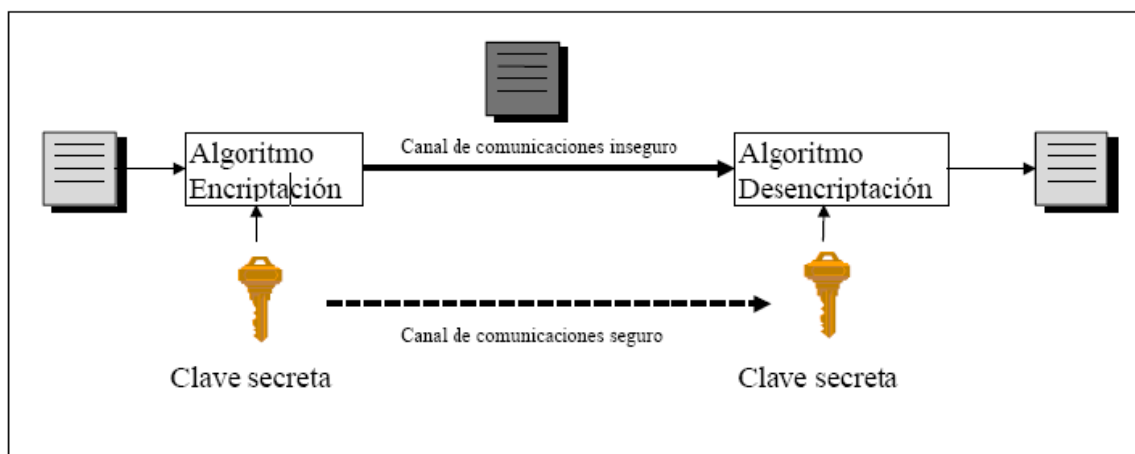 Canal de comunicaciones inseguro
Algoritmo
Encriptación
Algoritmo
Desencriptación
Canal de comunicaciones seguro
Clave secreta
Clave secreta